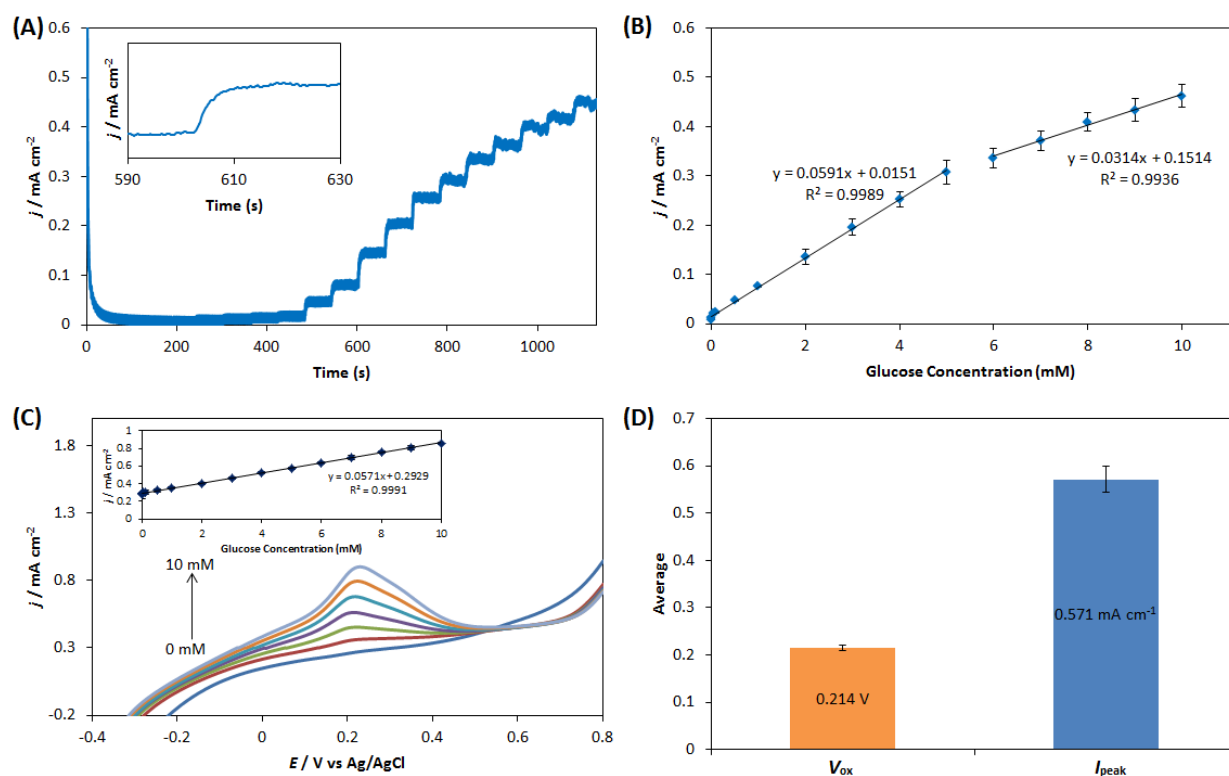 (A)
0.6
0.5
0.4
0.3
0.2
0.1
0
j / mA cm-2
0 200 400 600 800 1000
Time (s)
j / mA cm-2
590 610 630
Time (s)
(B)
0.6
0.5
0.4
0.3
0.2
0.1
0
j / mA cm-2
y = 0.0591x + 0.0151
R² = 0.9989
y = 0.0314x + 0.1514
R² = 0.9936
0 2 4 6 8 10
Glucose Concentration (mM)
(C)
1.8
1.3
0.8
0.3
-0.2
j / mA cm-2
1
0.8
0.6
0.4
0.2
0
j / mA cm-2
y = 0.0571x + 0.2929
R² = 0.9991
0 2 4 6 8 10
Glucose Concentration (mM)
10 mM
0 mM
-0.4 -0.2 0 0.2 0.4 0.6 0.8
E / V vs Ag/AgCl
(D)
0.7
0.6
0.5
0.4
0.3
0.2
0.1
0
Average
0.571 mA cm-1
0.214 V
Vox Ipeak